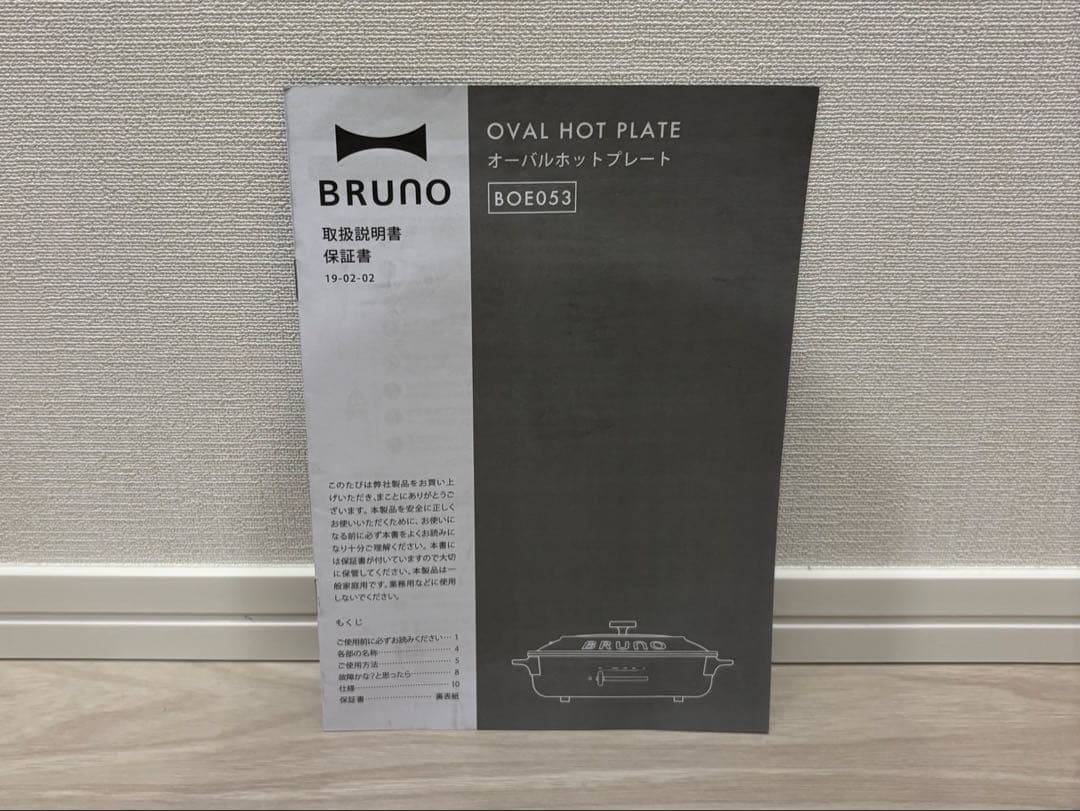 BRUNO
取扱説明書
保証書
19-02-02
OVAL HOT PLATE
オーバルホットプレート
BOE053
このたびは弊社製品をお買い上
げいただき、まことにありがとうご
ざいます。本製品を安全に正しく
お使いいただくために、お使いに
なる前に必ず本書をよくお読みに
なり十分ご理解ください。本書に
は保証書が付いていますので大切
に保管してください。本製品は一
般家庭用です。業務用などに使用
しないでください。
もくじ
ご使用前に必ずお読みください… 1
各部の名称………………… 4
ご使用方法………………… 5
故障かな?と思ったら………… 8
仕様……………………… 10
保証書………………… 裏表紙
BRUNO